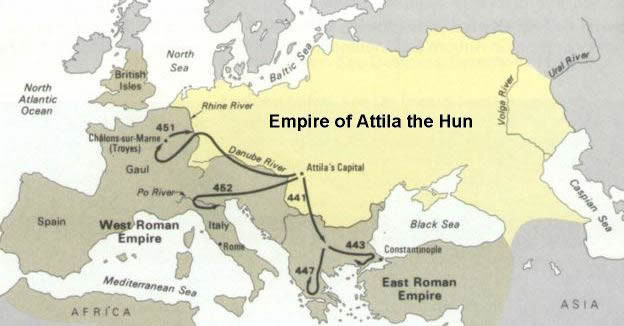 North
Sea
Baltic Sea
North
Atlantic
Ocean
British
Isles
Rhine River
Empire of Attila the Hun
Volga River
Ural River
451
Châlons-sur-Marne
(Troyes)
Gaul
Danube River
Attila's Capital
Po River
452
441
Caspian Sea
Spain
West Roman
Empire
Italy
Rome
Black Sea
443
Constantinople
447
East Roman
Empire
Mediterranean Sea
AFRICA
ASIA